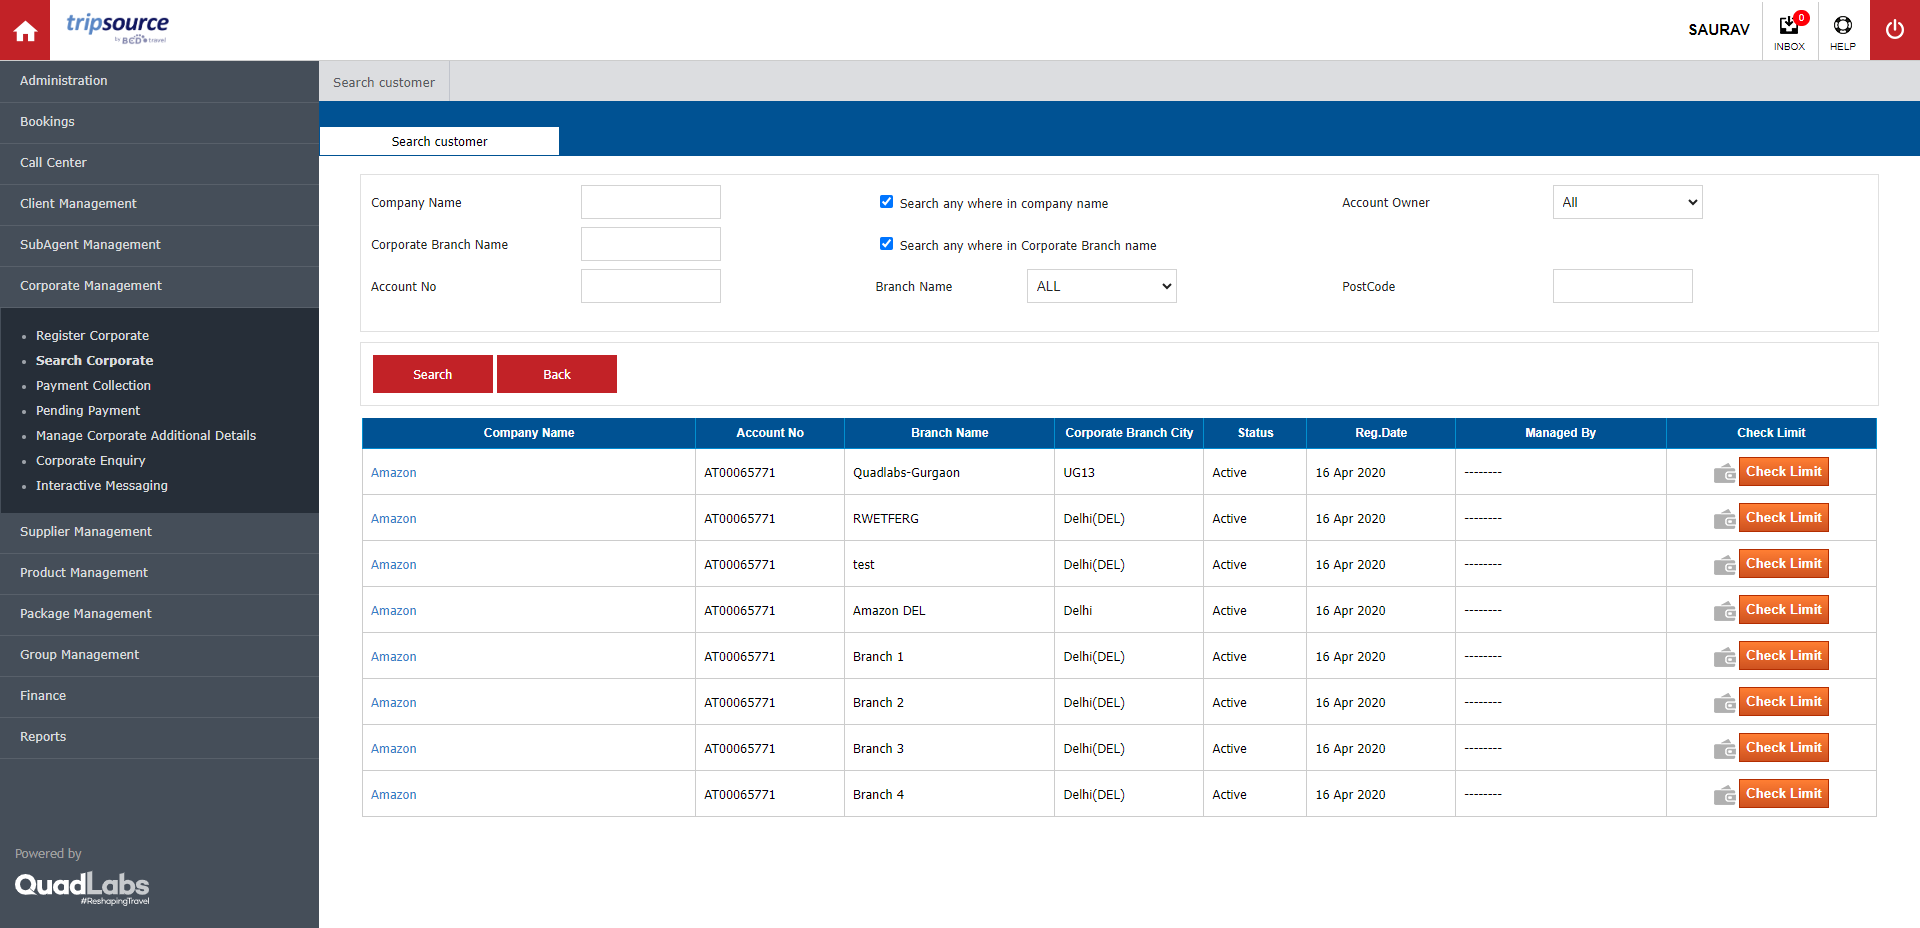 tripsource
by BCD travel
SAURAV
0
INBOX
HELP
Administration
Bookings
Call Center
Client Management
SubAgent Management
Corporate Management
Register Corporate
Search Corporate
Payment Collection
Pending Payment
Manage Corporate Additional Details
Corporate Enquiry
Interactive Messaging
Supplier Management
Product Management
Package Management
Group Management
Finance
Reports
Powered by
QuadLabs
#ReshapingTravel
Search customer
Search customer
Company Name
Search any where in company name
Account Owner
All
Corporate Branch Name
Search any where in Corporate Branch name
Account No
Branch Name
ALL
PostCode
Search
Back
Company Name Account No Branch Name Corporate Branch City Status Reg.Date Managed By Check Limit
Amazon AT00065771 Quadlabs-Gurgaon UG13 Active 16 Apr 2020 -------- Check Limit
Amazon AT00065771 RWETFERG Delhi(DEL) Active 16 Apr 2020 -------- Check Limit
Amazon AT00065771 test Delhi(DEL) Active 16 Apr 2020 -------- Check Limit
Amazon AT00065771 Amazon DEL Delhi Active 16 Apr 2020 -------- Check Limit
Amazon AT00065771 Branch 1 Delhi(DEL) Active 16 Apr 2020 -------- Check Limit
Amazon AT00065771 Branch 2 Delhi(DEL) Active 16 Apr 2020 -------- Check Limit
Amazon AT00065771 Branch 3 Delhi(DEL) Active 16 Apr 2020 -------- Check Limit
Amazon AT00065771 Branch 4 Delhi(DEL) Active 16 Apr 2020 -------- Check Limit